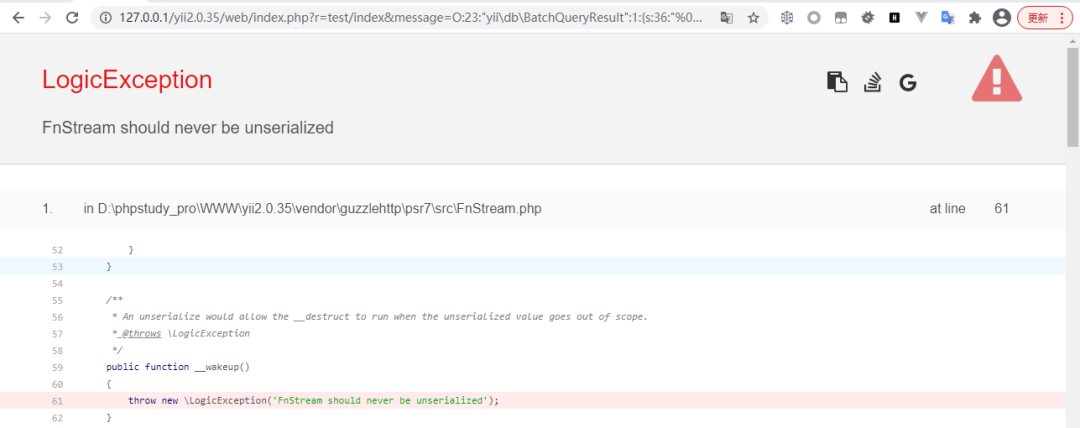 127.0.0.1/yii2.0.35/web/index.php?r=test/index&message=O:23:"yii\db\BatchQueryResult":1:{s:36:"%0...
更新
LogicException
FnStream should never be unserialized
1. in D:\phpstudy_pro\WWW\yii2.0.35\vendor\guzzlehttp\psr7\src\FnStream.php at line 61
52 }
53 }
54
55 /**
56 * An unserialize would allow the __destruct to run when the unserialized value goes out of scope.
57 * @throws \LogicException
58 */
59 public function __wakeup()
60 {
61 throw new \LogicException('FnStream should never be unserialized');
62 }